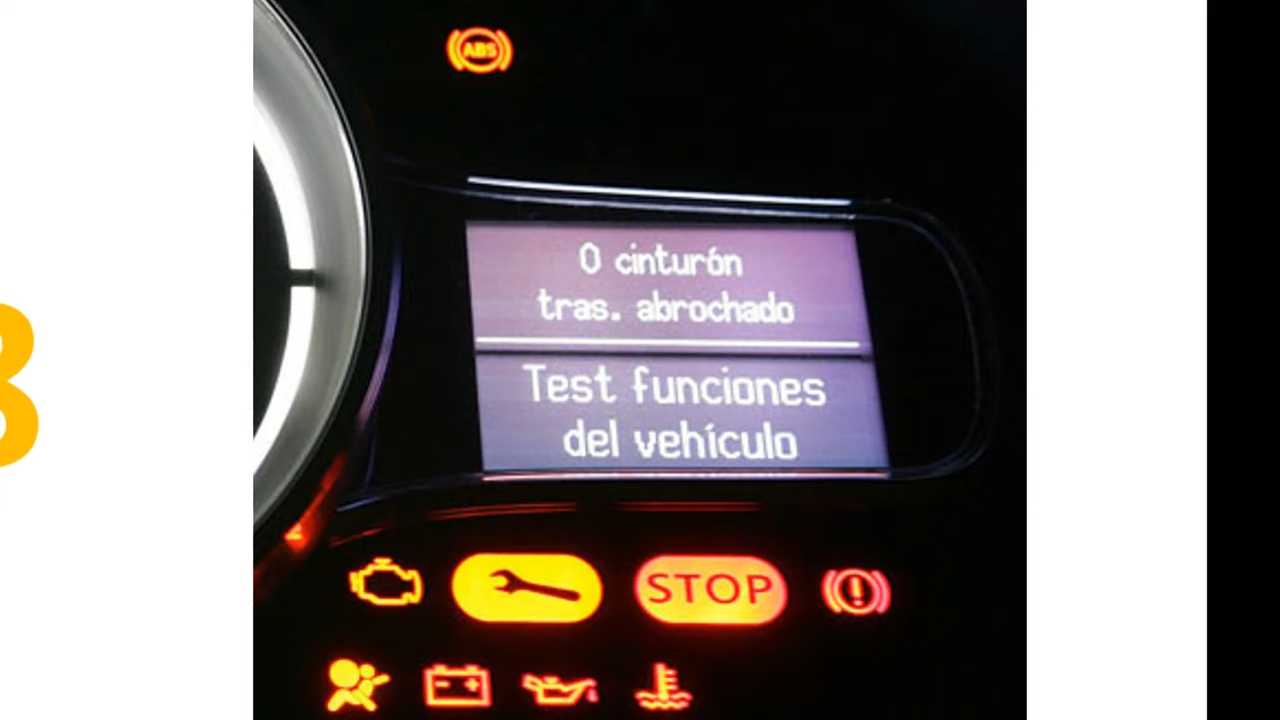 ABS
0 cinturón
tras. abrochado
Test funciones
del vehículo
STOP